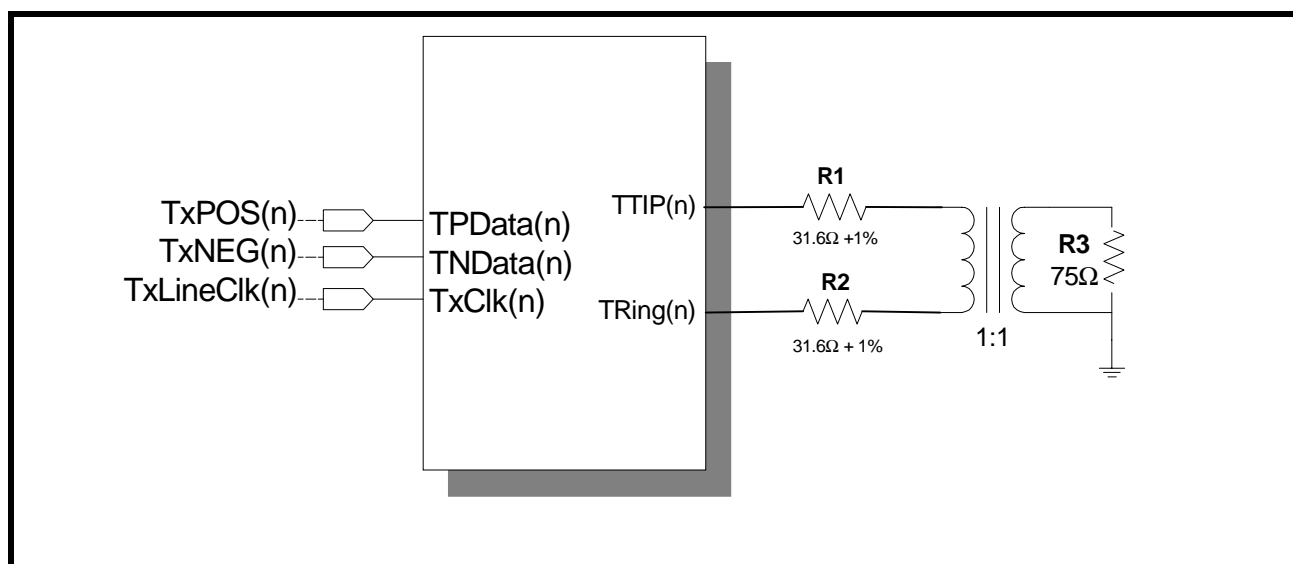 TxPOS(n)
TxNEG(n)
TxLineClk(n)
TPData(n)
TNData(n)
TxClk(n)
TTIP(n)
TRing(n)
R1
31.6Ω +1%
R2
31.6Ω + 1%
1:1
R3
75Ω